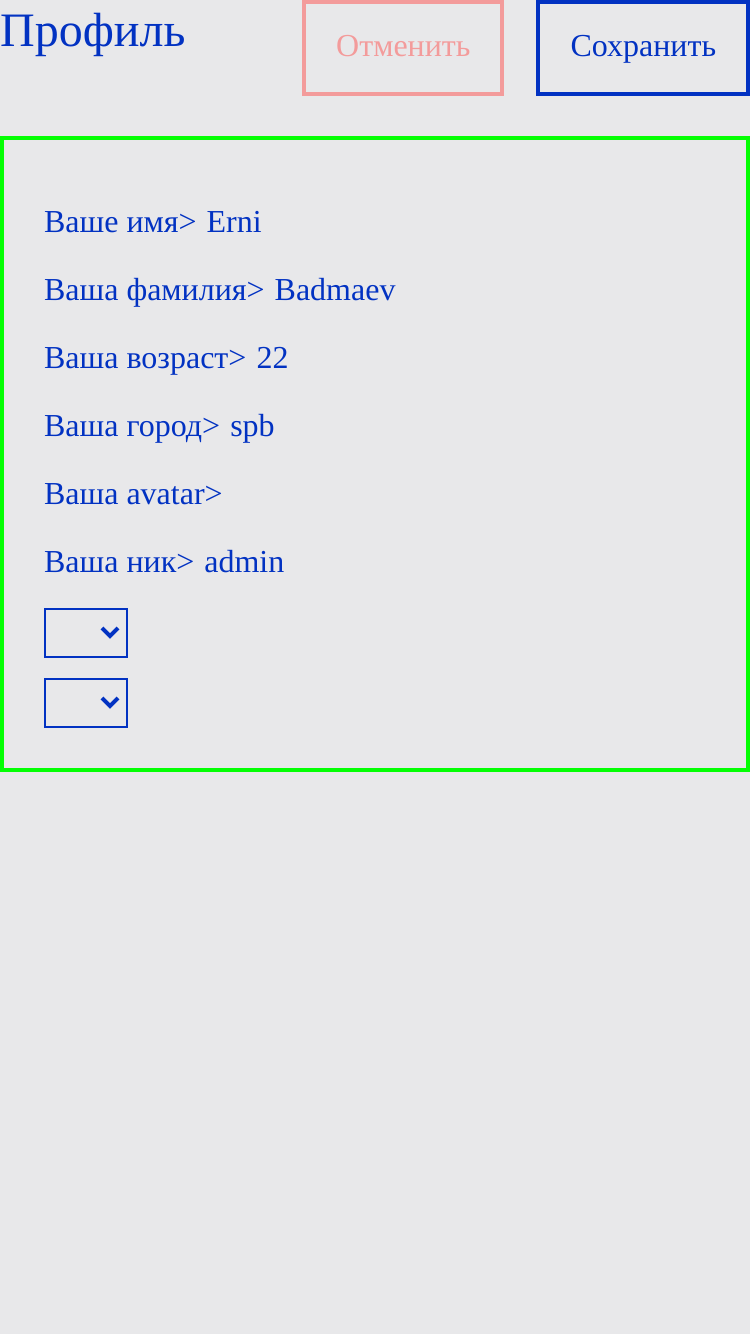 Профиль
Отменить
Сохранить
Ваше имя> Erni
Ваша фамилия> Badmaev
Ваша возраст> 22
Ваша город> spb
Ваша avatar>
Ваша ник> admin